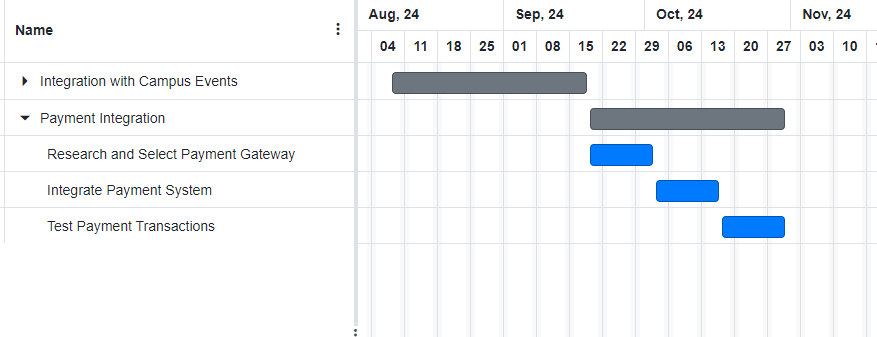 Name
Aug, 24 Sep, 24 Oct, 24 Nov, 24
04 11 18 25 01 08 15 22 29 06 13 20 27 03 10
Integration with Campus Events
Payment Integration
Research and Select Payment Gateway
Integrate Payment System
Test Payment Transactions